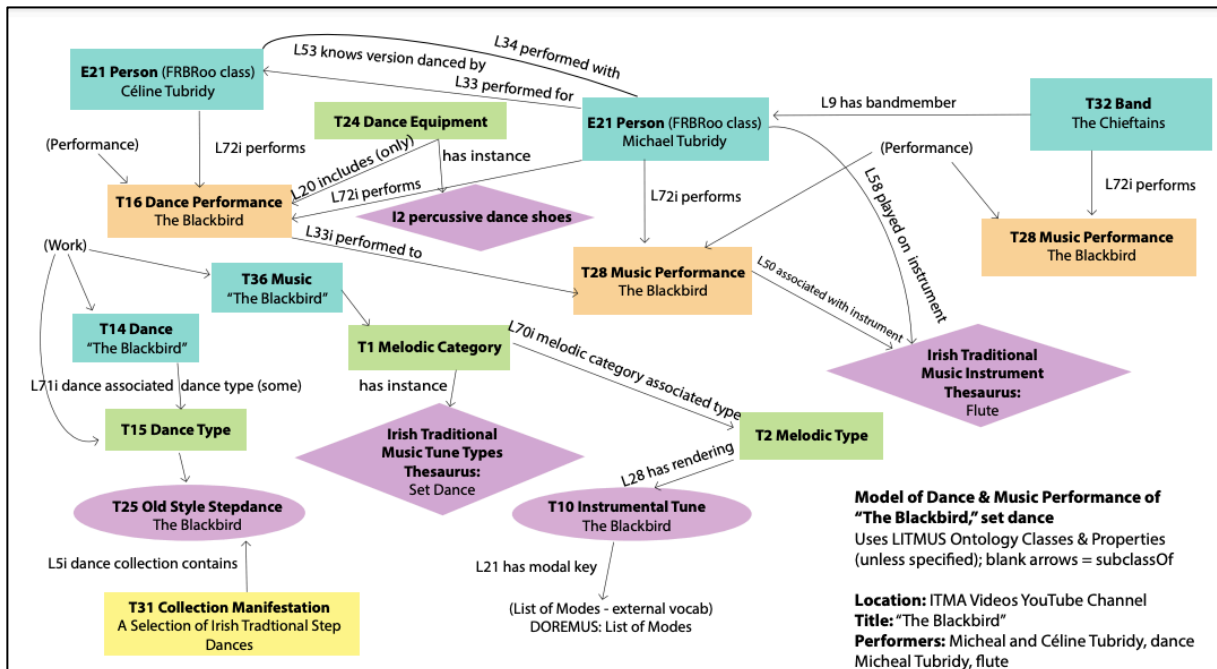 L53 knows version danced by
L34 performed with
L33 performed for
E21 Person (FRBRoo class)
Céline Tubridy
T24 Dance Equipment
E21 Person (FRBRoo class)
Michael Tubridy
L9 has bandmember
T32 Band
The Chieftains
(Performance)
L72i performs
L20 includes (only)
has instance
L72i performs
(Performance)
L72i performs
L58 played on instrument
L72i performs
T16 Dance Performance
The Blackbird
I2 percussive dance shoes
L33i performed to
T28 Music Performance
The Blackbird
T28 Music Performance
The Blackbird
(Work)
T36 Music
“The Blackbird”
L50 associated with instrument
T14 Dance
“The Blackbird”
T1 Melodic Category
L70i melodic category associated type
Irish Traditional
Music Instrument
Thesaurus:
Flute
L71i dance associated dance type (some)
has instance
T15 Dance Type
Irish Traditional
Music Tune Types
Thesaurus:
Set Dance
T2 Melodic Type
L28 has rendering
T25 Old Style Stepdance
The Blackbird
T10 Instrumental Tune
The Blackbird
L5i dance collection contains
L21 has modal key
T31 Collection Manifestation
A Selection of Irish Tradtional Step
Dances
(List of Modes - external vocab)
DOREMUS: List of Modes
Model of Dance & Music Performance of
“The Blackbird,” set dance
Uses LITMUS Ontology Classes & Properties
(unless specified); blank arrows = subclassOf
Location: ITMA Videos YouTube Channel
Title: “The Blackbird”
Performers: Micheal and Céline Tubridy, dance
Micheal Tubridy, flute